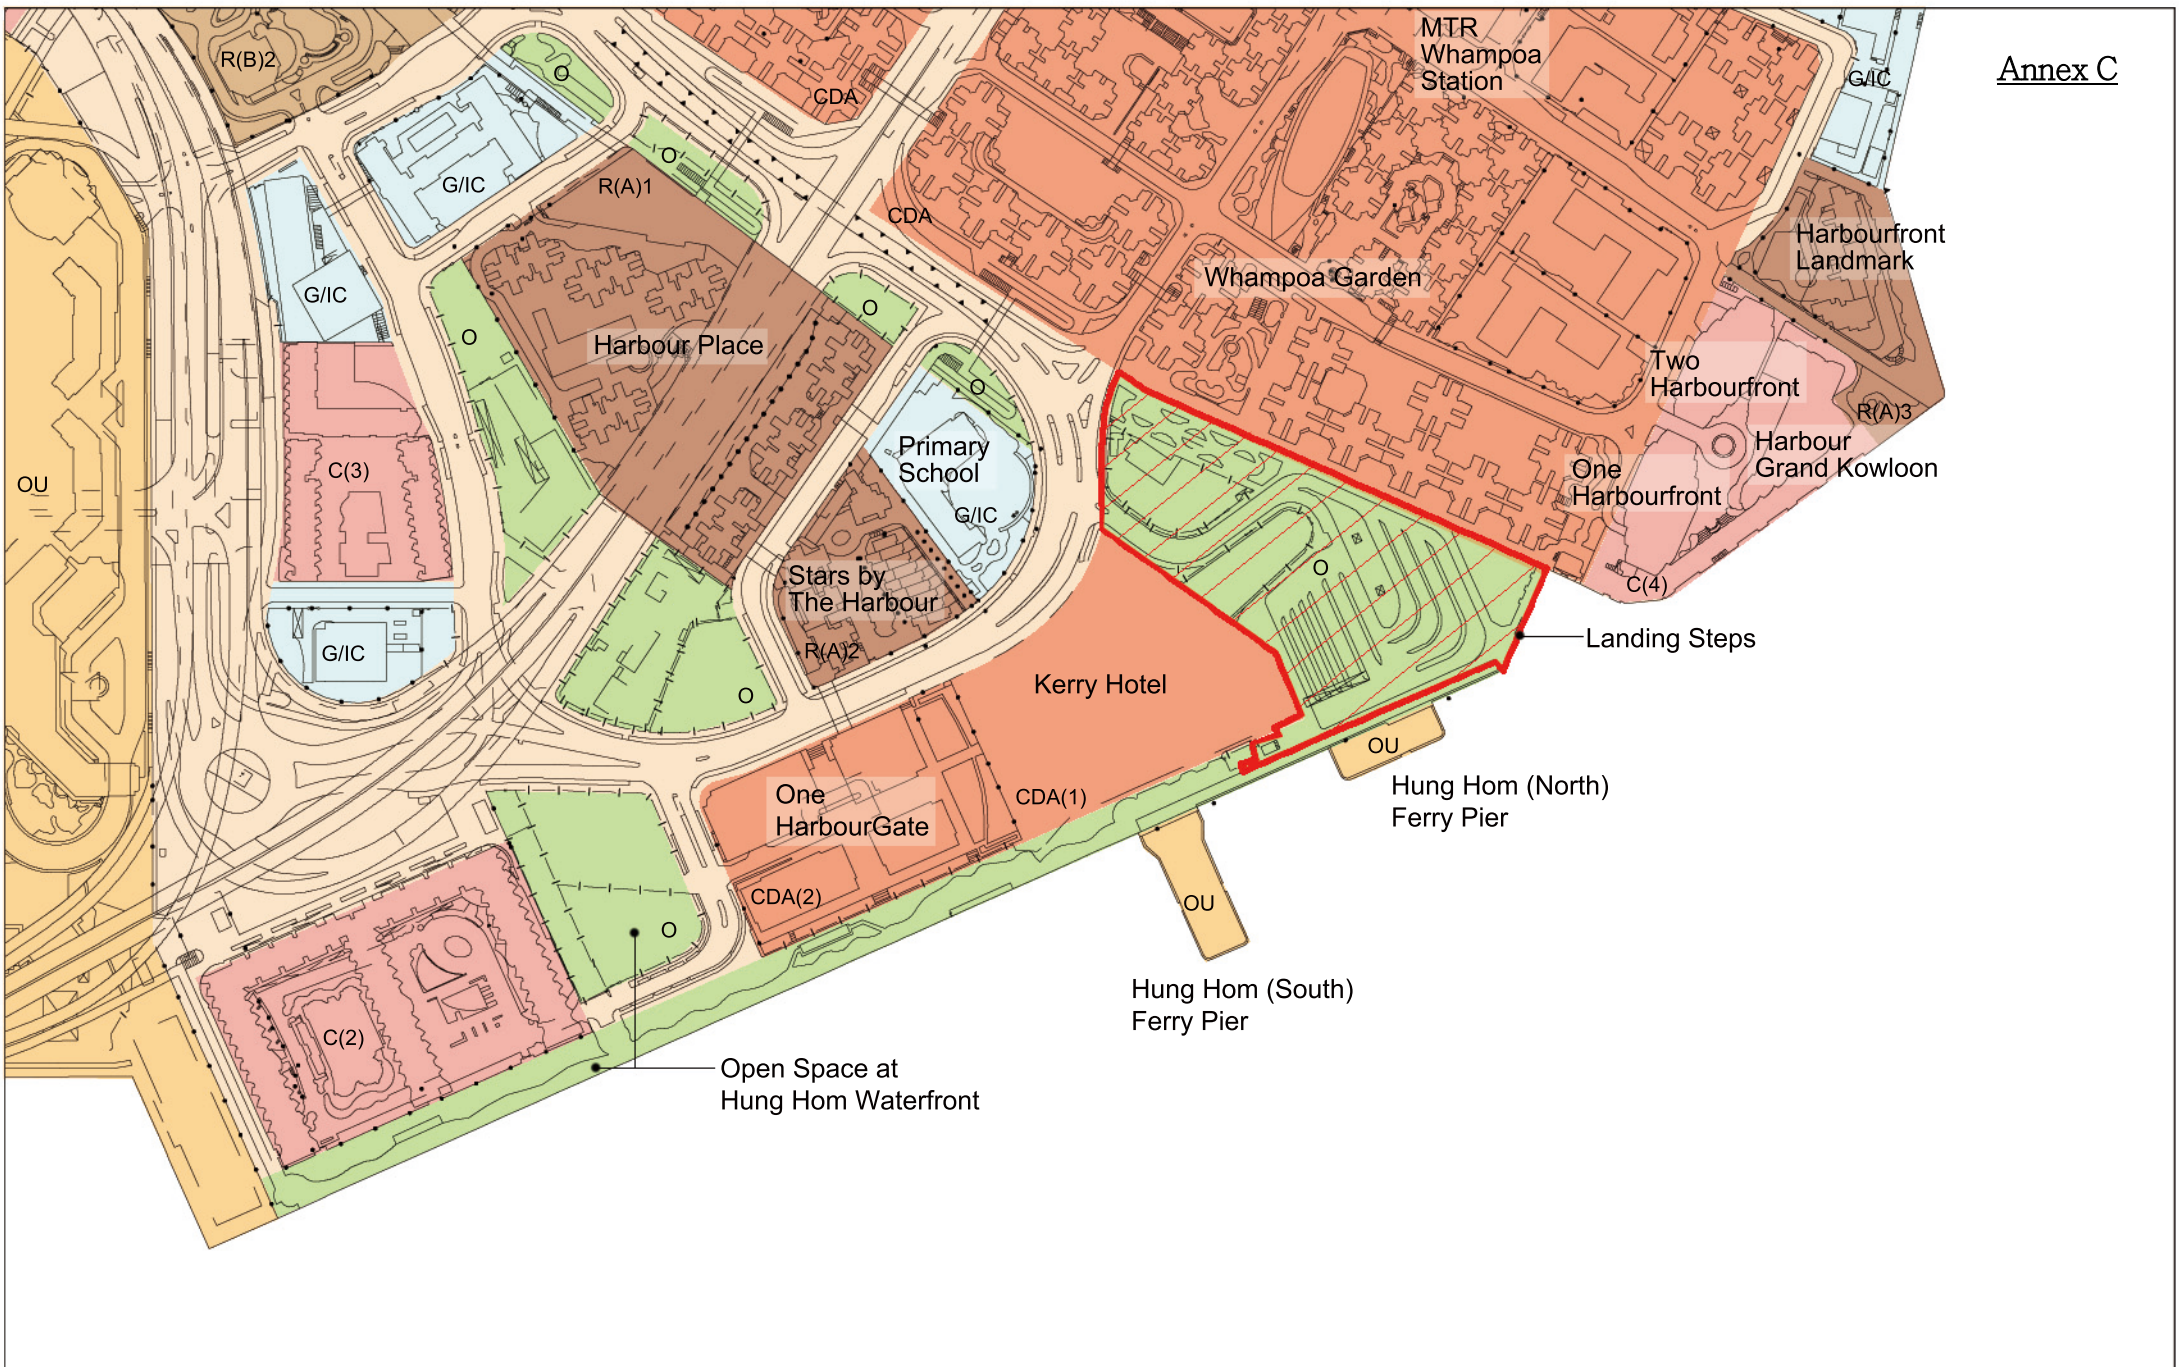 Annex C
MTR
Whampoa
Station
R(B)2
O
CDA
G/IC
O
G/IC
R(A)1
CDA
Harbourfront
Landmark
Whampoa Garden
G/IC
O
O
Harbour Place
Two
Harbourfront
O
R(A)3
Primary
School
Harbour
Grand Kowloon
C(3)
One
Harbourfront
OU
G/IC
O
Stars by
The Harbour
C(4)
Landing Steps
G/IC
R(A)2
Kerry Hotel
O
OU
Hung Hom (North)
Ferry Pier
One
HarbourGate
CDA(1)
CDA(2)
OU
O
Hung Hom (South)
Ferry Pier
C(2)
Open Space at
Hung Hom Waterfront